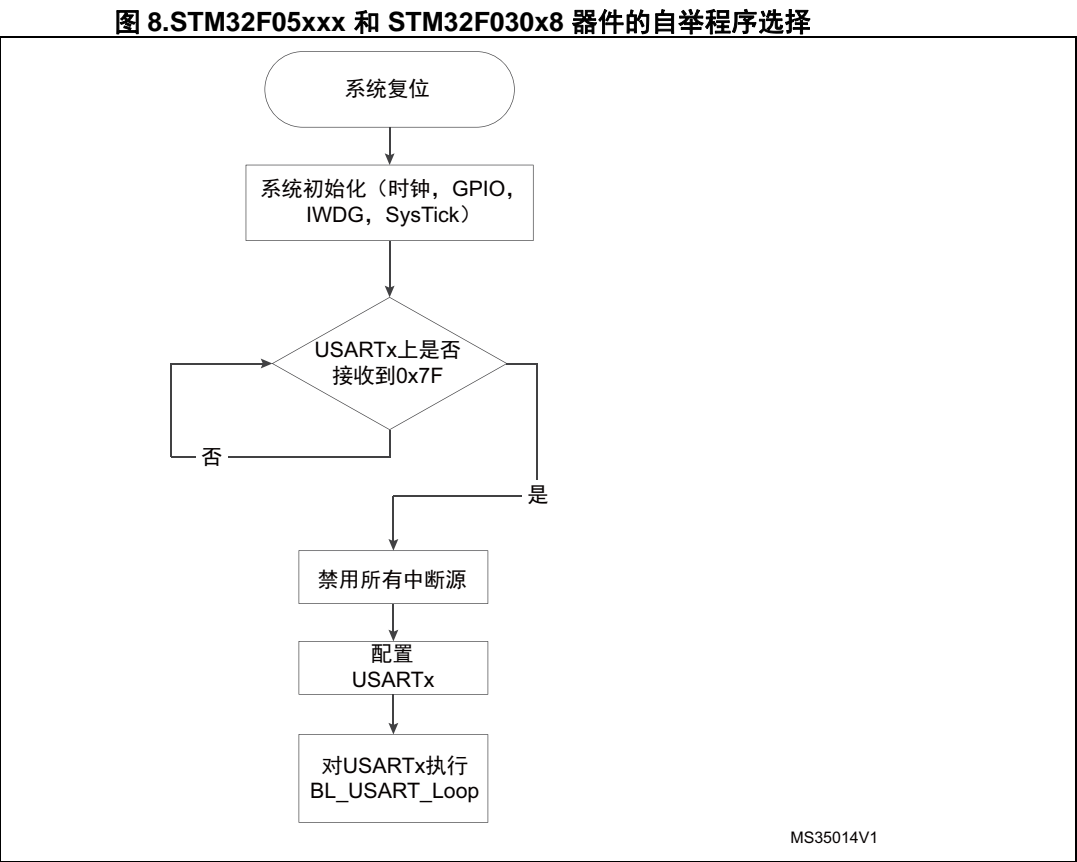 图 8.STM32F05xxx 和 STM32F030x8 器件的自举程序选择
系统复位
系统初始化（时钟，GPIO，
IWDG，SysTick）
USARTx上是否
接收到0x7F
否
是
禁用所有中断源
配置
USARTx
对USARTx执行
BL_USART_Loop
MS35014V1